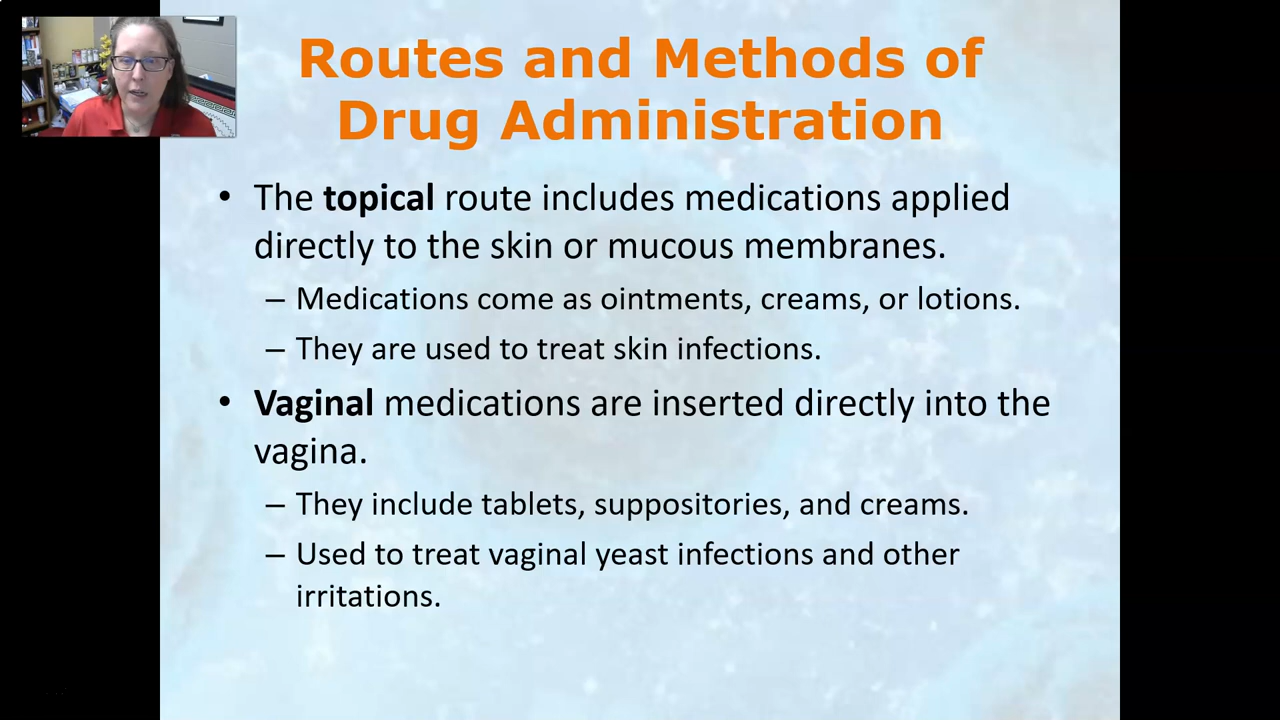 Routes and Methods of
Drug Administration
• The topical route includes medications applied
directly to the skin or mucous membranes.
– Medications come as ointments, creams, or lotions.
– They are used to treat skin infections.
• Vaginal medications are inserted directly into the
vagina.
– They include tablets, suppositories, and creams.
– Used to treat vaginal yeast infections and other
irritations.